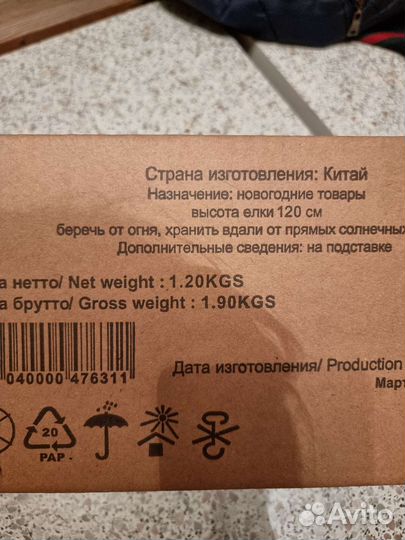 Страна изготовления: Китай
Назначение: новогодние товары
высота елки 120 см
беречь от огня, хранить вдали от прямых солнечных
Дополнительные сведения: на подставке
а нетто/ Net weight : 1.20KGS
а брутто/ Gross weight : 1.90KGS
040000 476311
Дата изготовления/ Production
Март
20
PAP
Avito